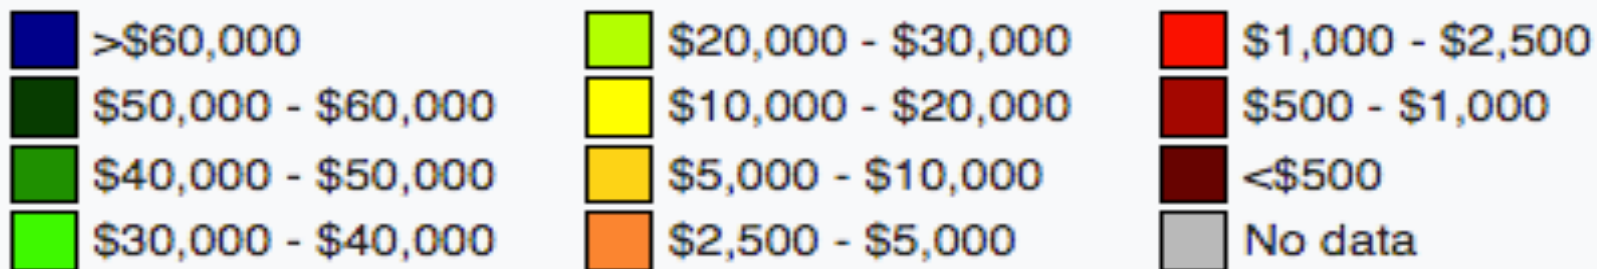 >$60,000
$50,000 - $60,000
$40,000 - $50,000
$30,000 - $40,000
$20,000 - $30,000
$10,000 - $20,000
$5,000 - $10,000
$2,500 - $5,000
$1,000 - $2,500
$500 - $1,000
<$500
No data